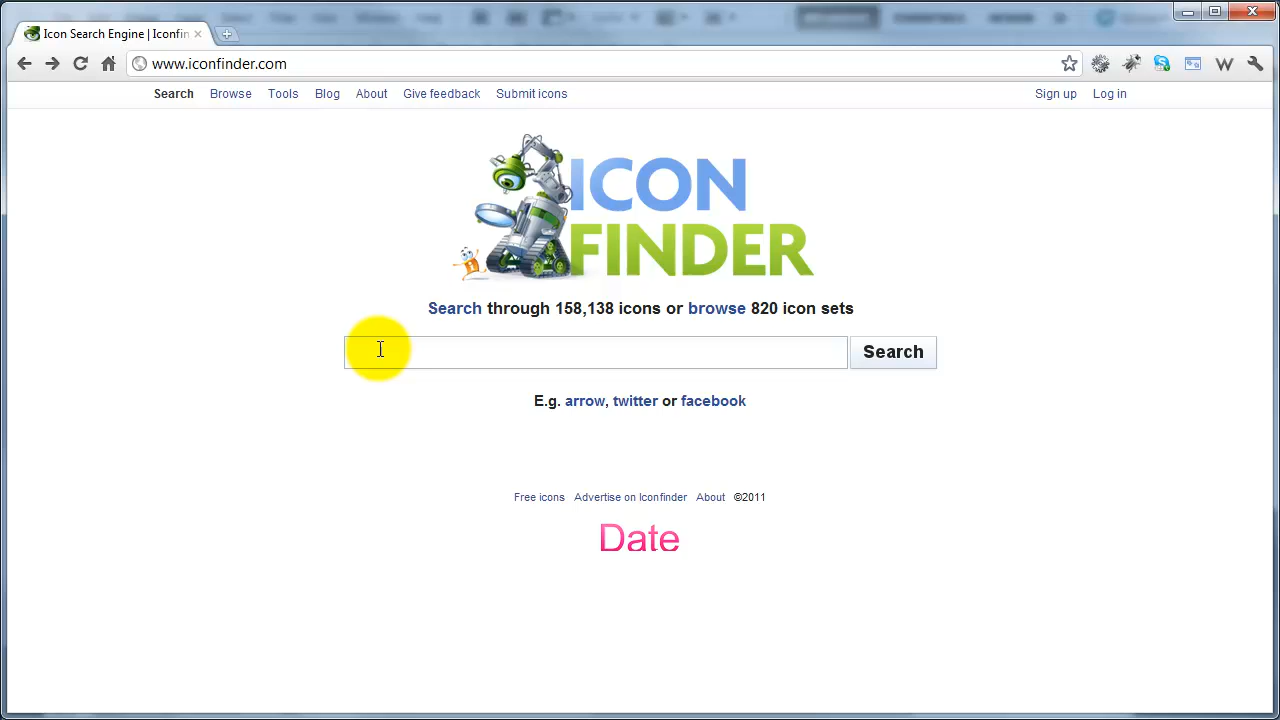 Icon Search Engine | Iconfin
www.iconfinder.com
Search Browse Tools Blog About Give feedback Submit icons Sign up Log in
ICON
FINDER
Search through 158,138 icons or browse 820 icon sets
Search
E.g. arrow, twitter or facebook
Free icons Advertise on Iconfinder About ©2011
Date